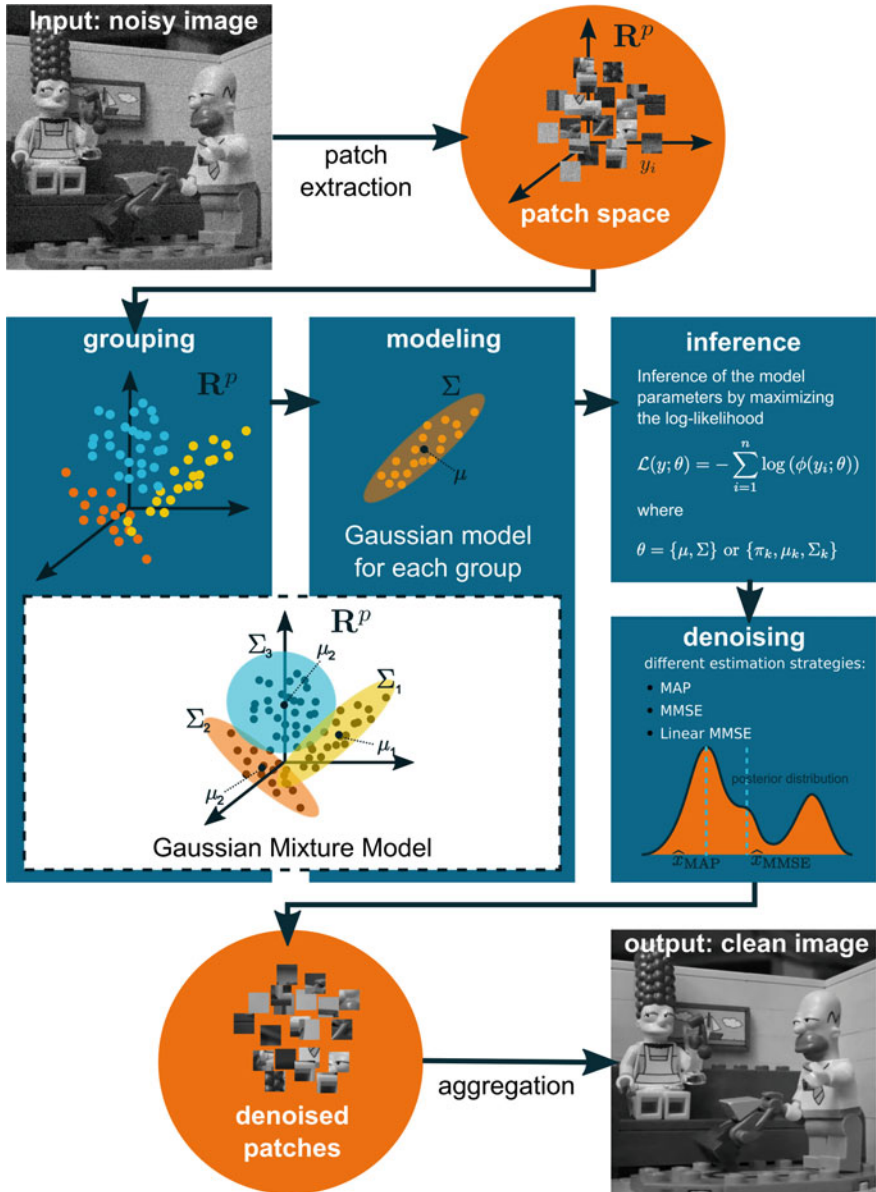 Input: noisy image
patch
extraction
R^p
y_i
patch space
grouping
R^p
modeling
Σ
μ
Gaussian model
for each group
inference
Inference of the model
parameters by maximizing
the log-likelihood
ℒ(y; θ) = − ∑_{i=1}^{n} log (ϕ(y_i; θ))
where
θ = {μ, Σ} or {π_k, μ_k, Σ_k}
R^p
Σ_3
μ_2
Σ_1
Σ_2
μ_1
μ_2
Gaussian Mixture Model
denoising
different estimation strategies:
• MAP
• MMSE
• Linear MMSE
posterior distribution
x̂_MAP
x̂_MMSE
denoised
patches
aggregation
output: clean image